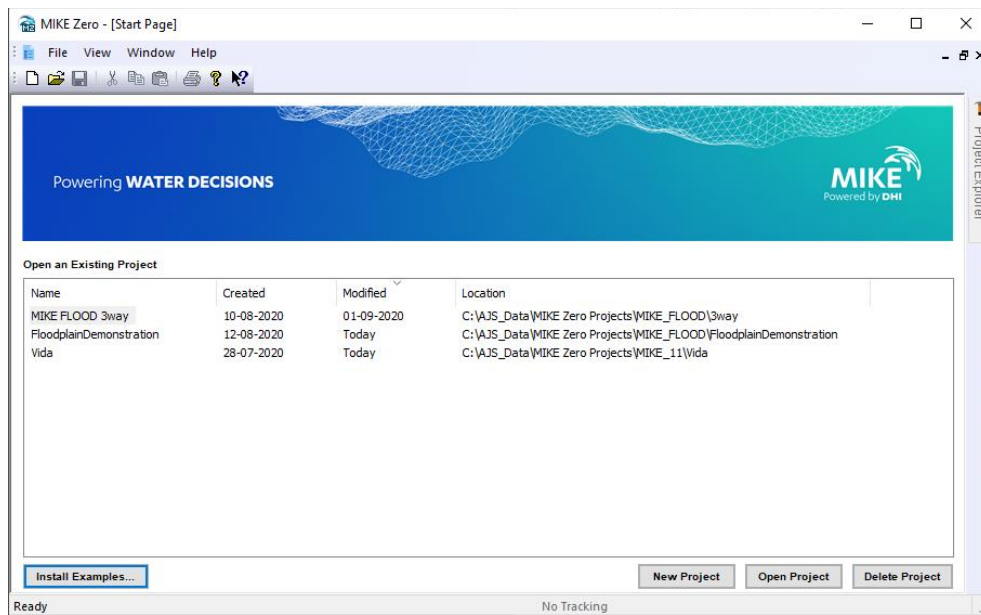 MIKE Zero - [Start Page]
File View Window Help
Powering WATER DECISIONS
MIKE
Powered by DHI
Project Explorer
Open an Existing Project
Name Created Modified Location
MIKE FLOOD 3way 10-08-2020 01-09-2020 C:\AJS_Data\MIKE Zero Projects\MIKE_FLOOD\3way
FloodplainDemonstration 12-08-2020 Today C:\AJS_Data\MIKE Zero Projects\MIKE_FLOOD\FloodplainDemonstration
Vida 28-07-2020 Today C:\AJS_Data\MIKE Zero Projects\MIKE_11\Vida
Install Examples... New Project Open Project Delete Project
Ready No Tracking